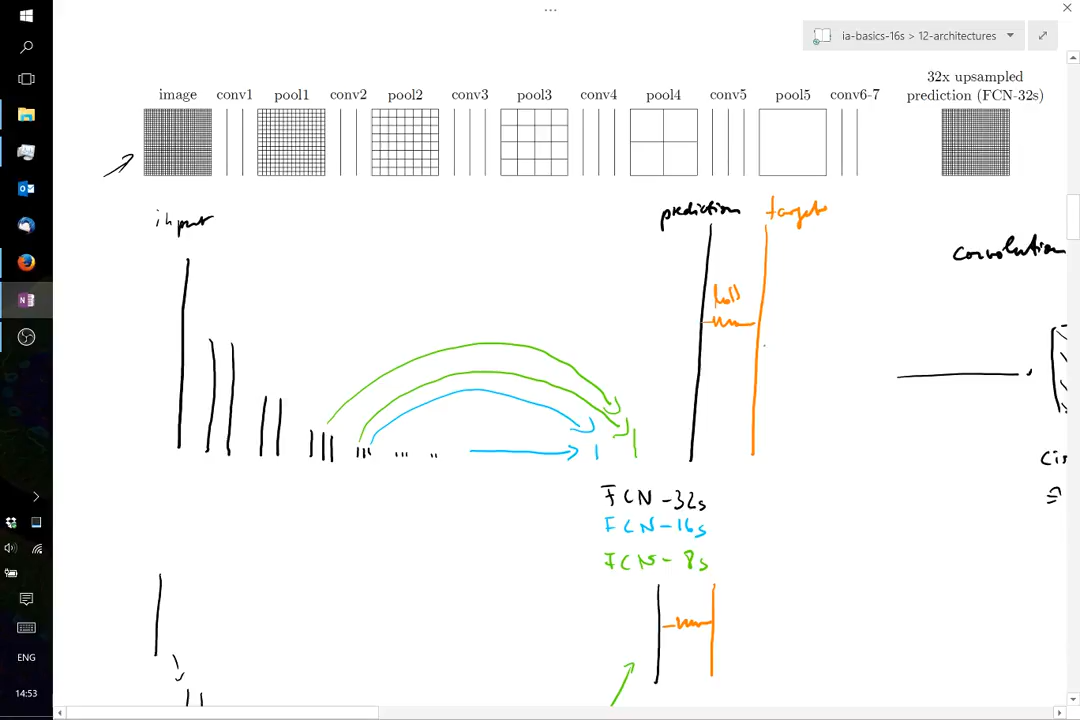 ia-basics-16s > 12-architectures
32x upsampled
image conv1 pool1 conv2 pool2 conv3 pool3 conv4 pool4 conv5 pool5 conv6-7 prediction (FCN-32s)
input prediction target
convolution
loss
FCN-32s
FCN-16s
FCN-8s
ENG
14:53